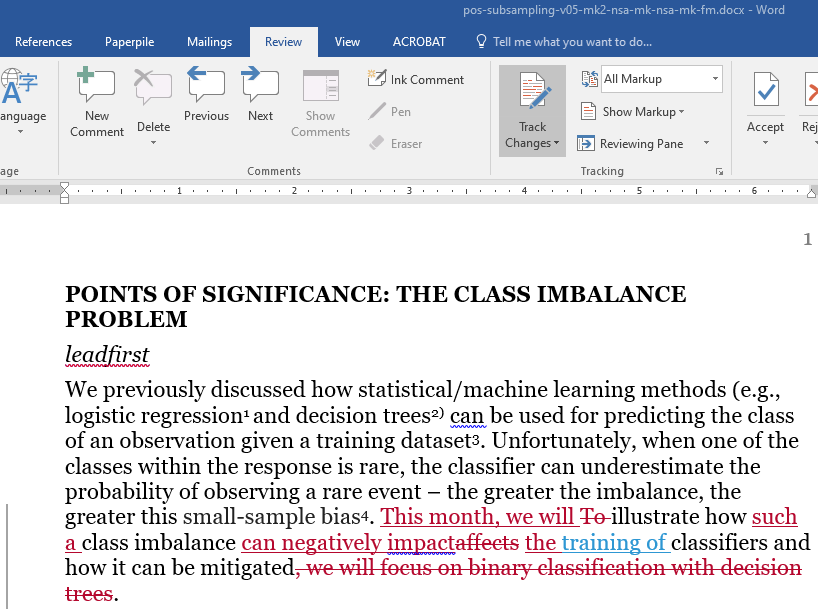 pos-subsampling-v05-mk2-nsa-mk-nsa-mk-fm.docx - Word
References Paperpile Mailings Review View ACROBAT Tell me what you want to do...
字 A
anguage
New Comment
Delete
Previous
Next
Show Comments
Ink Comment
Pen
Eraser
Track Changes
All Markup
Show Markup
Reviewing Pane
Accept
Rej
age Comments Tracking
1 2 3 4 5 6
1
POINTS OF SIGNIFICANCE: THE CLASS IMBALANCE
PROBLEM
leadfirst
We previously discussed how statistical/machine learning methods (e.g.,
logistic regression¹ and decision trees²⁾ can be used for predicting the class
of an observation given a training dataset³. Unfortunately, when one of the
classes within the response is rare, the classifier can underestimate the
probability of observing a rare event – the greater the imbalance, the
greater this small-sample bias⁴. This month, we will To illustrate how such
a class imbalance can negatively impactaffects the training of classifiers and
how it can be mitigated, we will focus on binary classification with decision
trees.